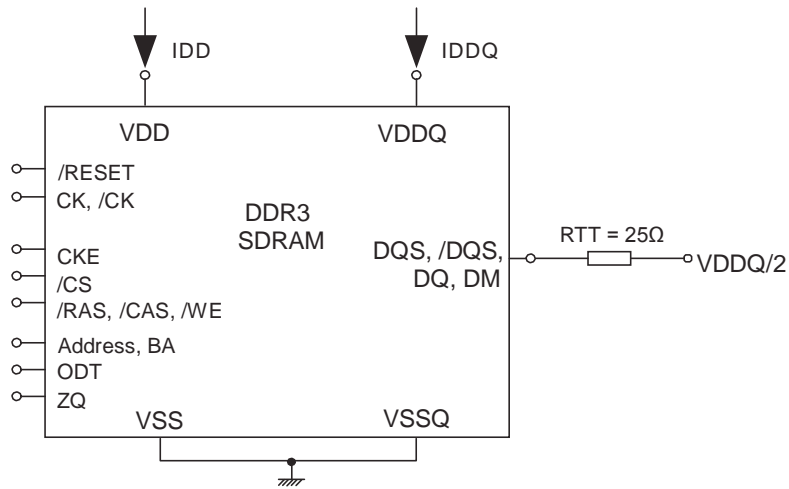 IDD
IDDQ
VDD
VDDQ
/RESET
CK, /CK
DDR3
SDRAM
CKE
/CS
/RAS, /CAS, /WE
Address, BA
ODT
ZQ
DQS, /DQS,
DQ, DM
RTT = 25Ω
VDDQ/2
VSS
VSSQ